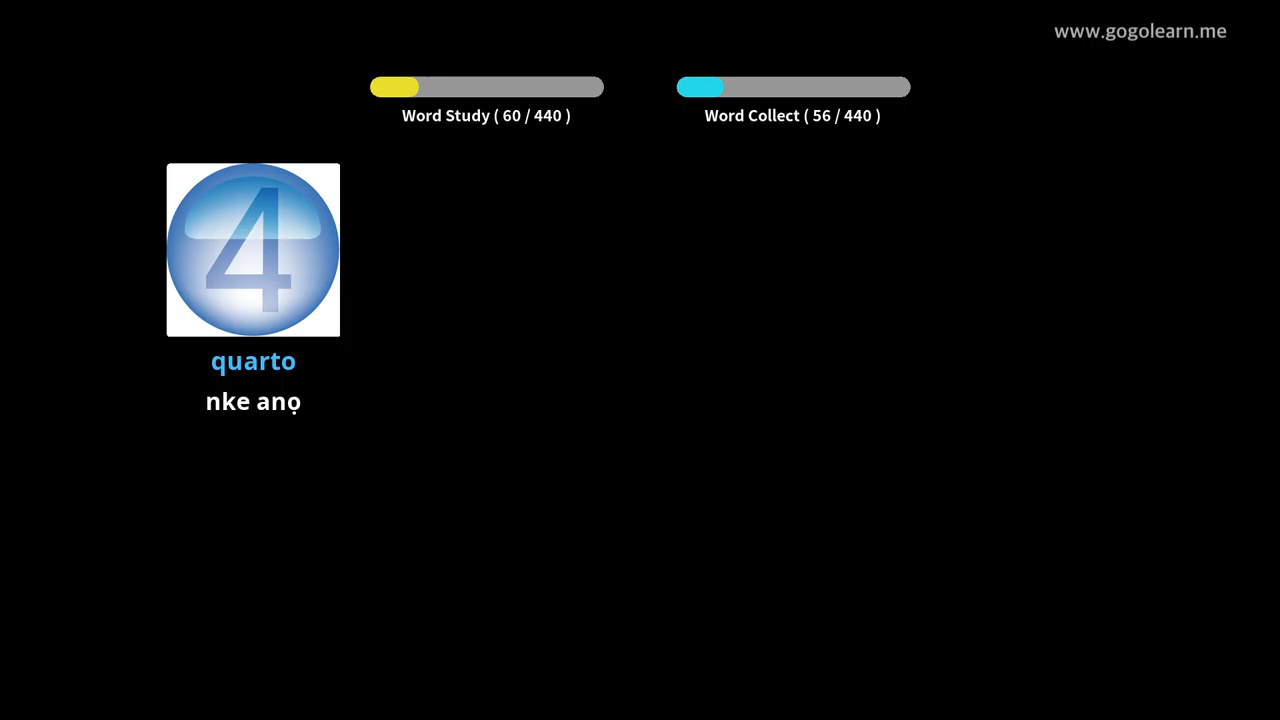 www.gogolearn.me
Word Study ( 60 / 440 )
Word Collect ( 56 / 440 )
4
quarto
nke anọ